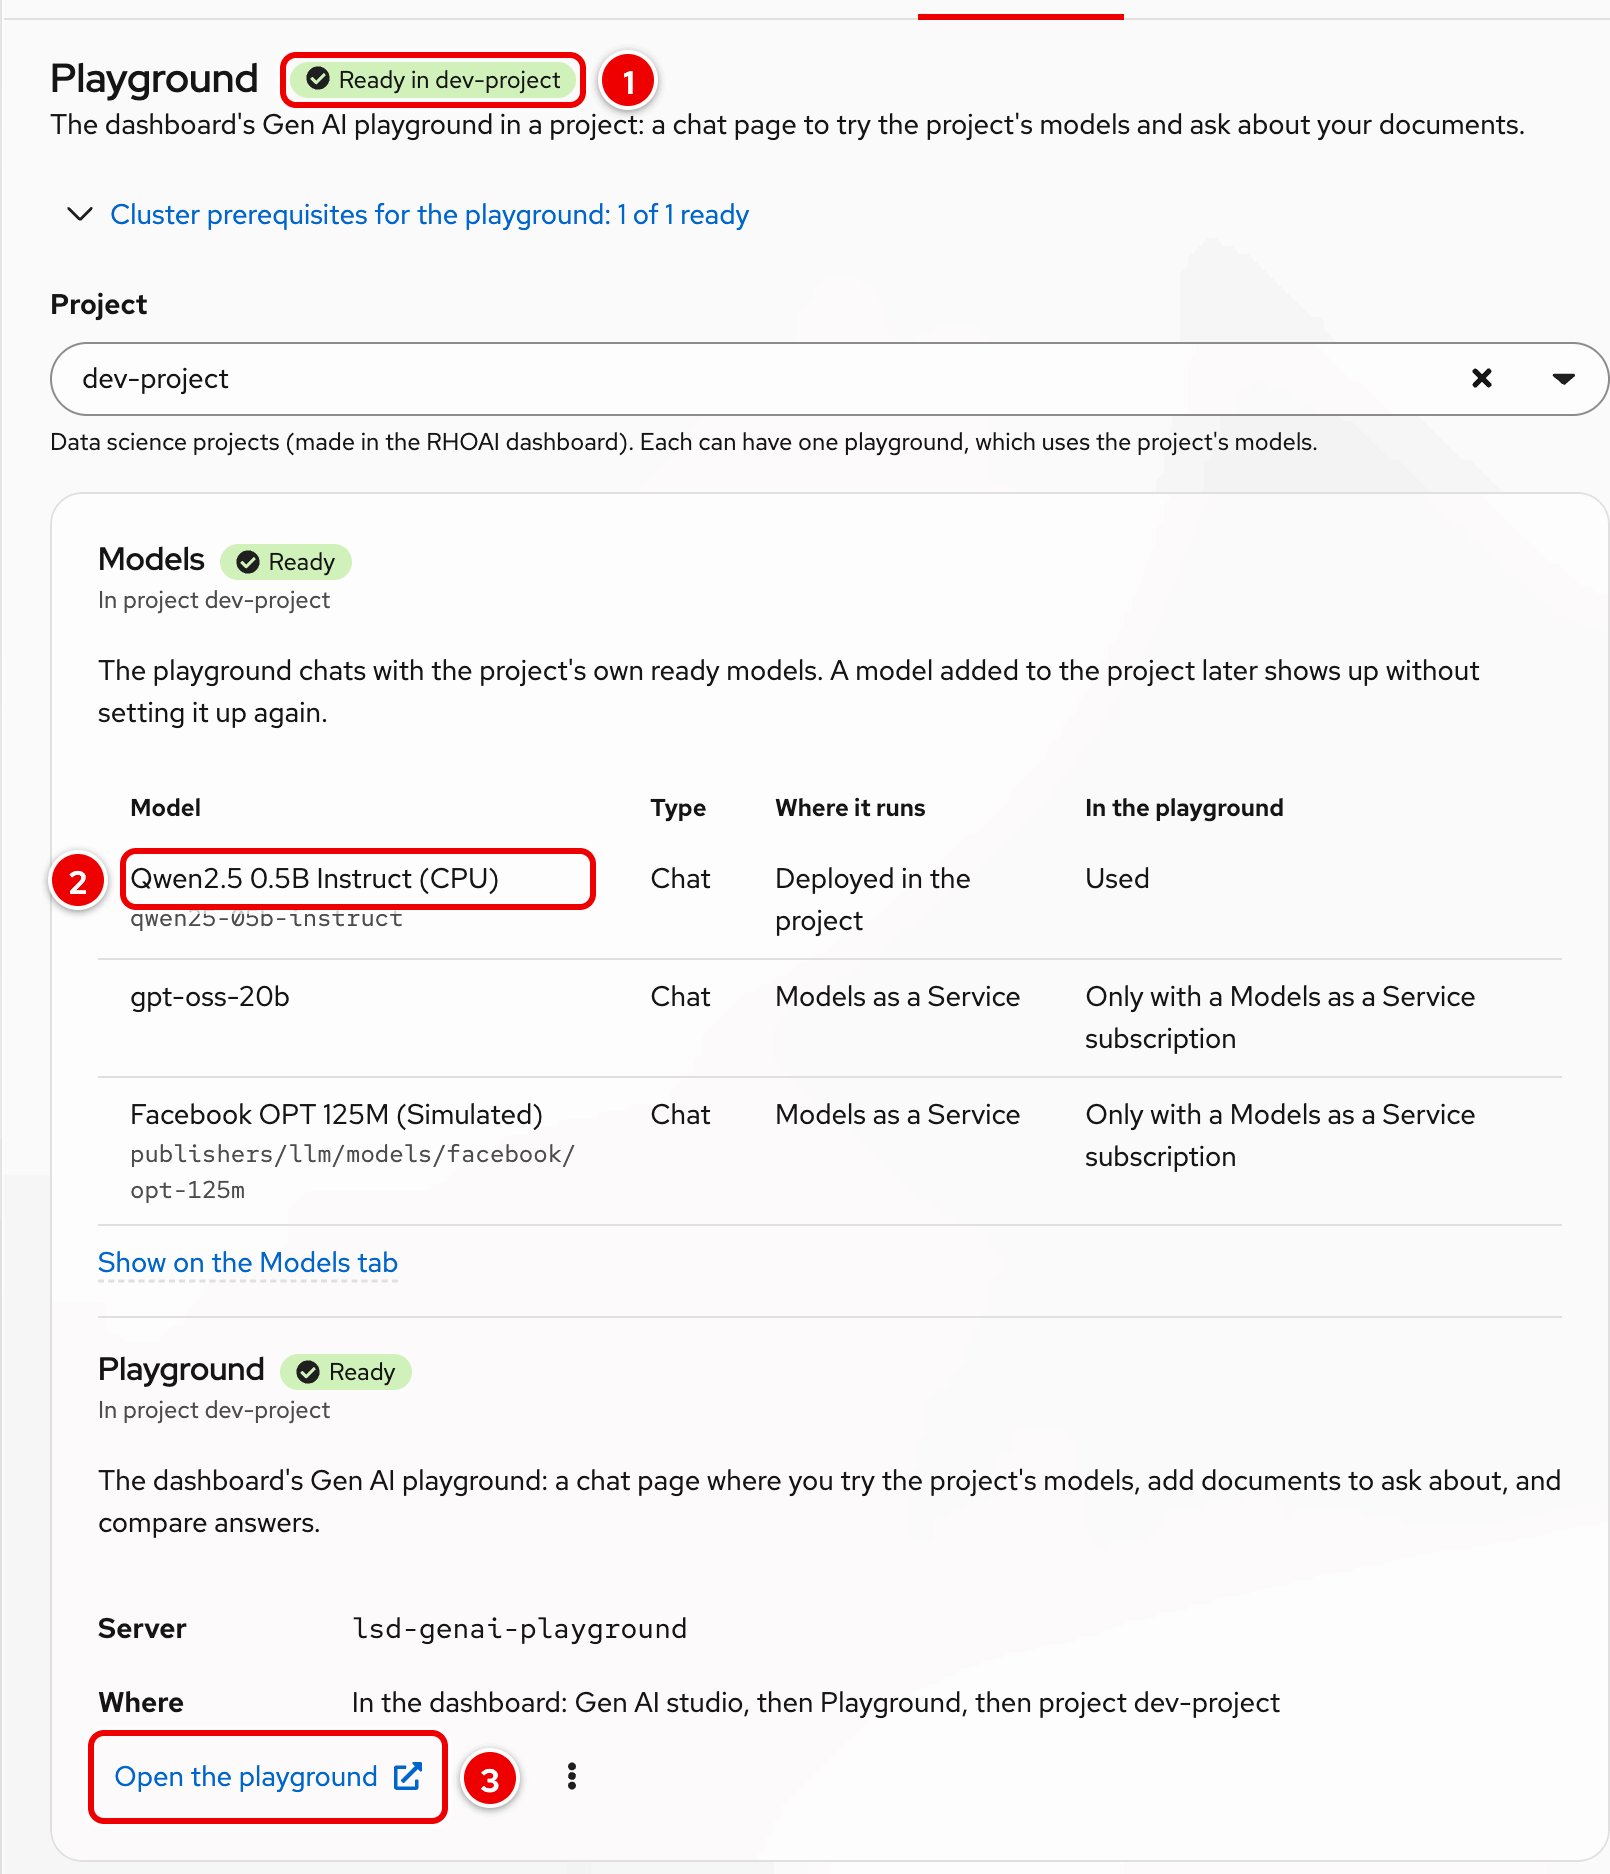 Playground Ready in dev-project 1
The dashboard's Gen AI playground in a project: a chat page to try the project's models and ask about your documents.
Cluster prerequisites for the playground: 1 of 1 ready
Project
dev-project
Data science projects (made in the RHOAI dashboard). Each can have one playground, which uses the project's models.
Models Ready
In project dev-project
The playground chats with the project's own ready models. A model added to the project later shows up without
setting it up again.
Model Type Where it runs In the playground
2 Qwen2.5 0.5B Instruct (CPU) Chat Deployed in the Used
qwen25-05b-instruct project
gpt-oss-20b Chat Models as a Service Only with a Models as a Service
subscription
Facebook OPT 125M (Simulated) Chat Models as a Service Only with a Models as a Service
publishers/llm/models/facebook/ subscription
opt-125m
Show on the Models tab
Playground Ready
In project dev-project
The dashboard's Gen AI playground: a chat page where you try the project's models, add documents to ask about, and
compare answers.
Server lsd-genai-playground
Where In the dashboard: Gen AI studio, then Playground, then project dev-project
Open the playground 3